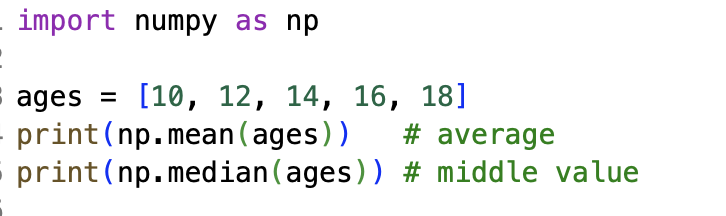 import numpy as np
ages = [10, 12, 14, 16, 18]
print(np.mean(ages))   # average
print(np.median(ages)) # middle value